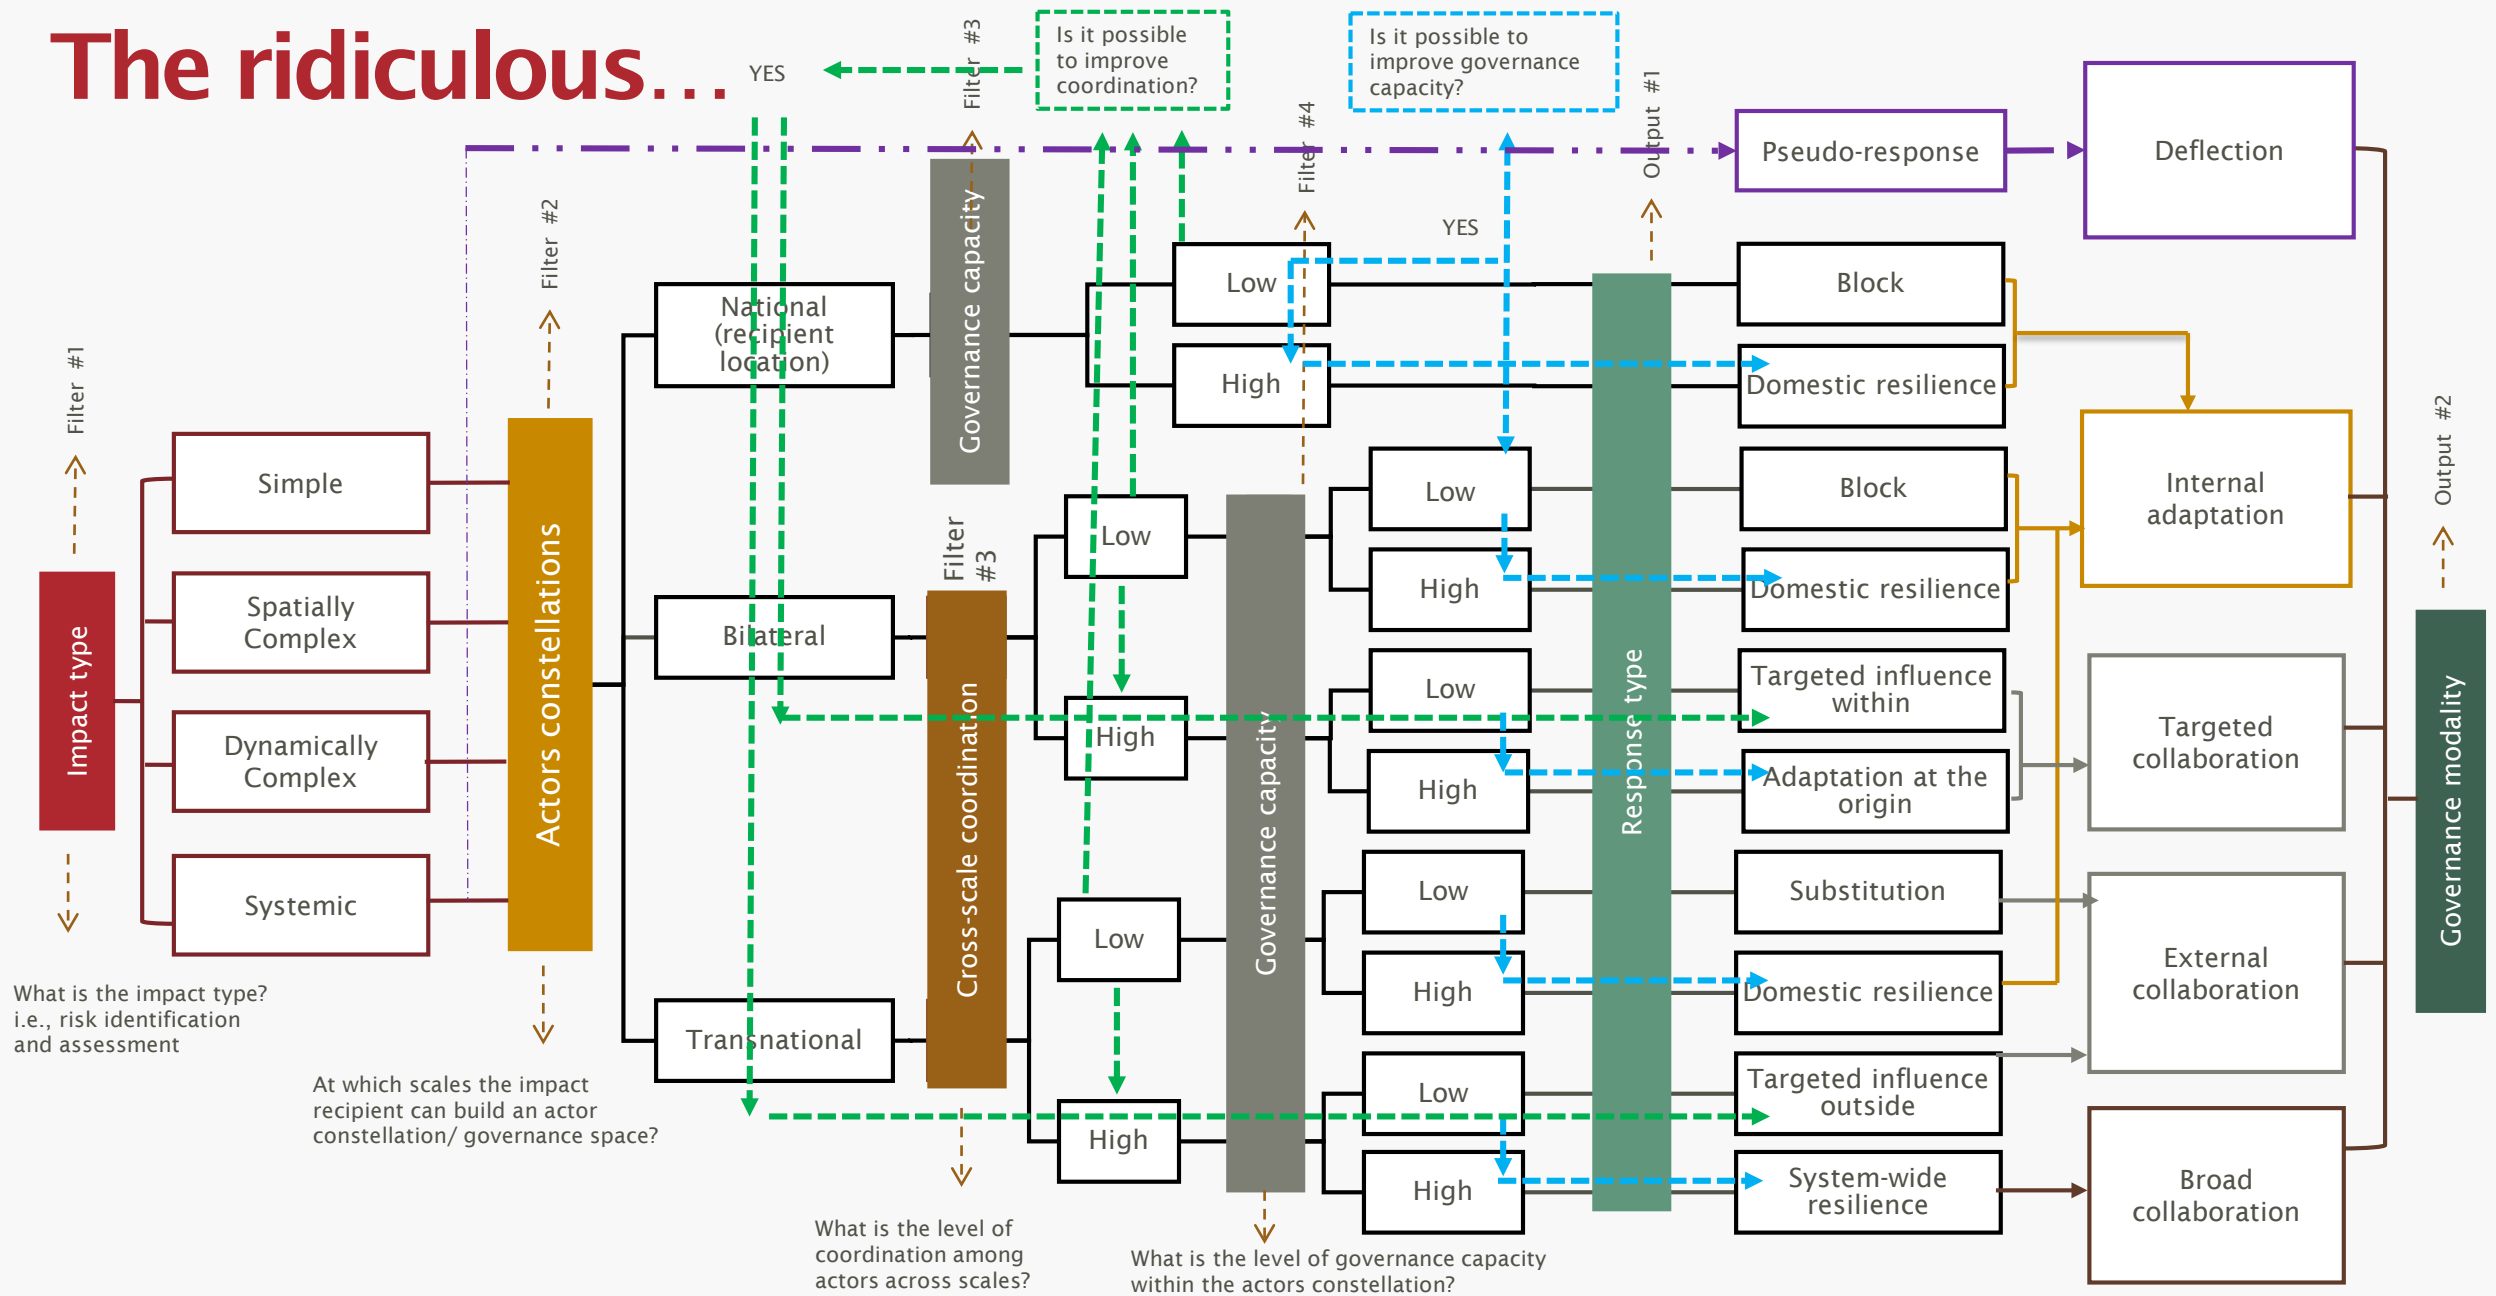 The ridiculous...
YES
Filter #3
Is it possible
to improve
coordination?
Is it possible to
improve governance
capacity?
Filter #4
Output #1
Pseudo-response
Deflection
Filter #2
YES
Governance capacity
National
(recipient
location)
Low
High
Block
Domestic resilience
Filter #1
Simple
Spatially
Complex
Dynamically
Complex
Systemic
Impact type
Actors constellations
Bilateral
Transnational
Filter
#3
Cross-scale coordination
Low
High
Low
High
Governance capacity
Low
High
Low
High
Low
High
Low
High
Response type
Block
Domestic resilience
Targeted influence
within
Adaptation at the
origin
Substitution
Domestic resilience
Targeted influence
outside
System-wide
resilience
Internal
adaptation
Targeted
collaboration
External
collaboration
Broad
collaboration
Output #2
Governance modality
What is the impact type?
i.e., risk identification
and assessment
At which scales the impact
recipient can build an actor
constellation/ governance space?
What is the level of
coordination among
actors across scales?
What is the level of governance capacity
within the actors constellation?